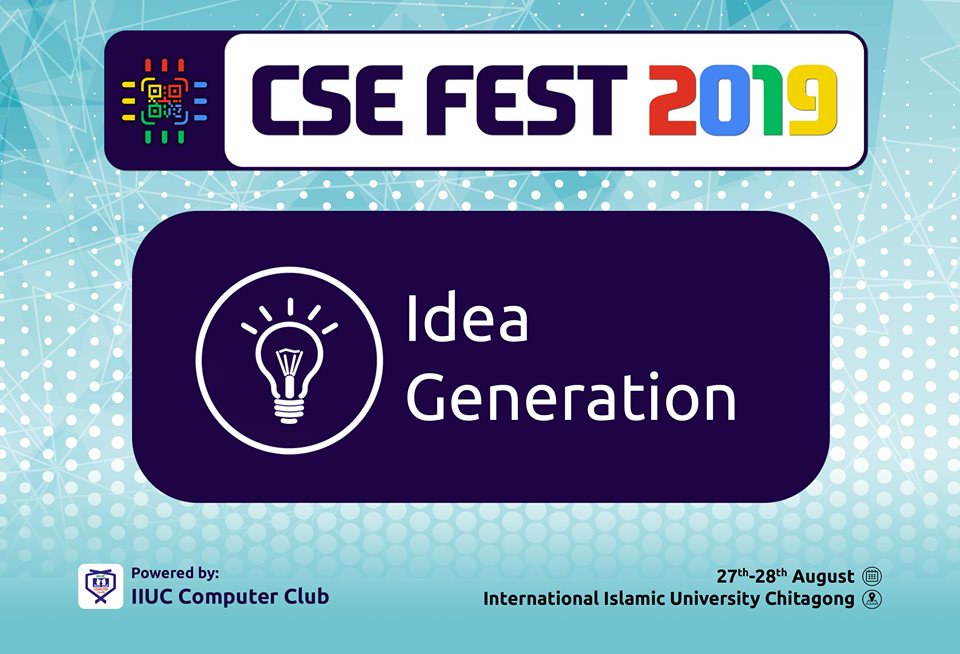 CSE FEST 2019
Idea
Generation
Powered by:
IIUC Computer Club
27th-28th August
International Islamic University Chitagong